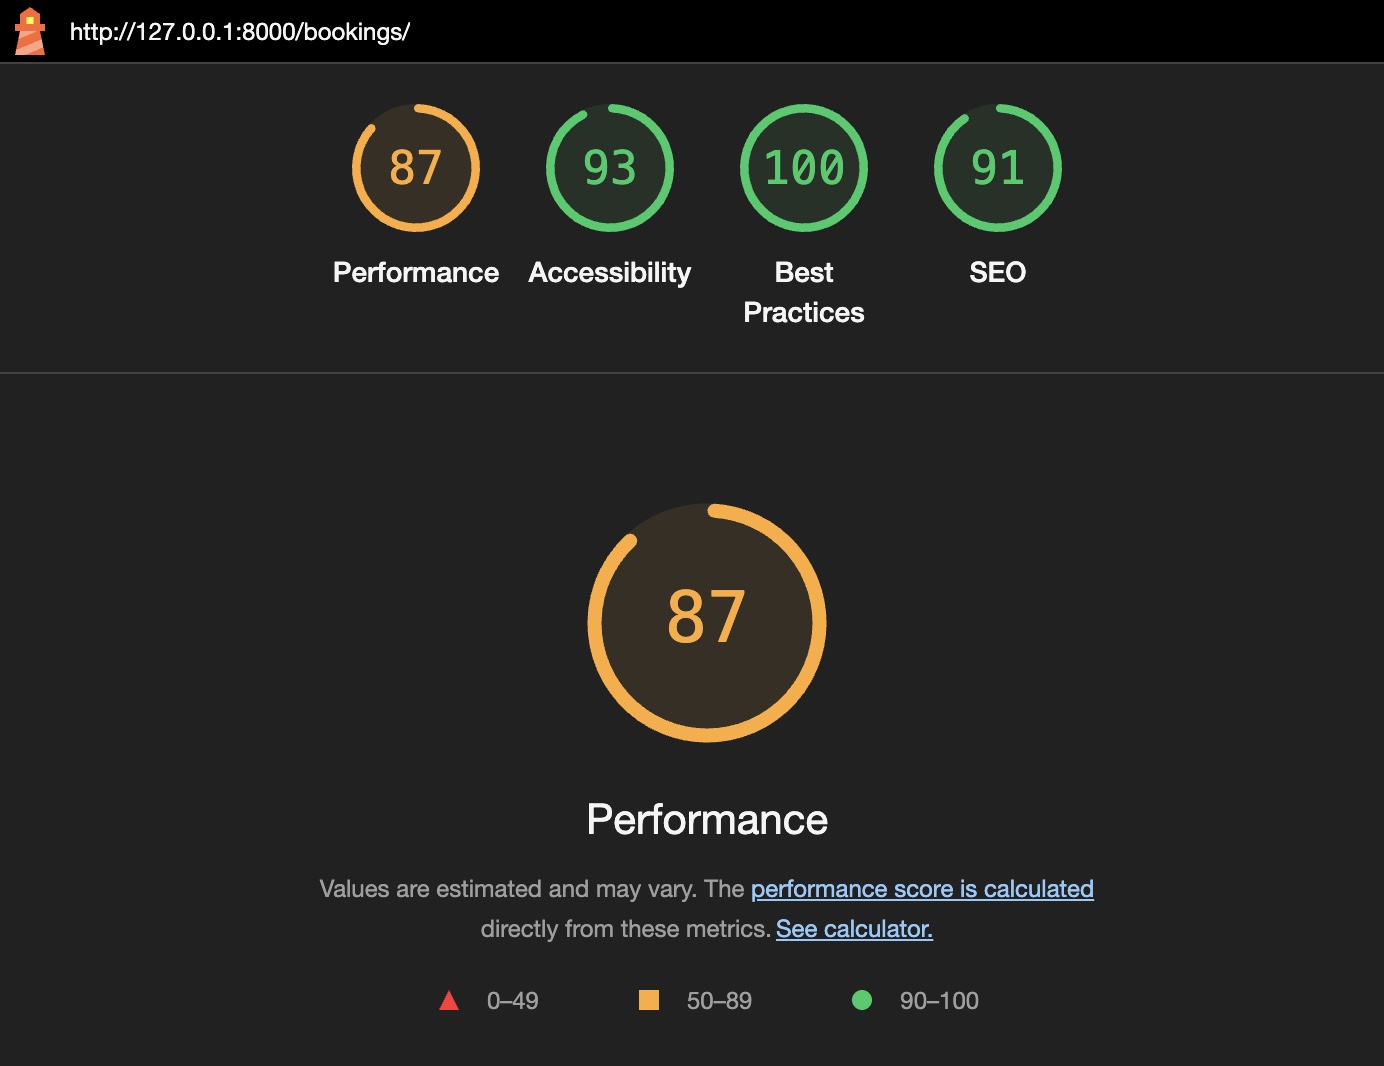 http://127.0.0.1:8000/bookings/
87
93
100
91
Performance
Accessibility
Best
Practices
SEO
87
Performance
Values are estimated and may vary. The performance score is calculated
directly from these metrics. See calculator.
0–49
50–89
90–100